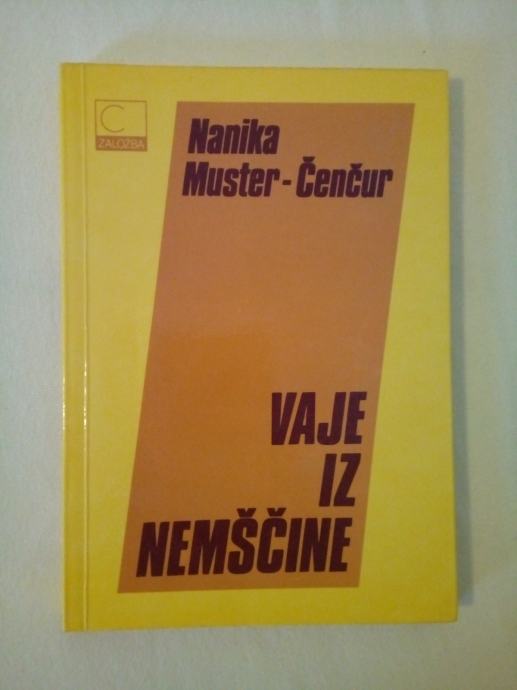 C
ZALOŽBA
Nanika
Muster - Čenčur
VAJE
IZ
NEMŠČINE